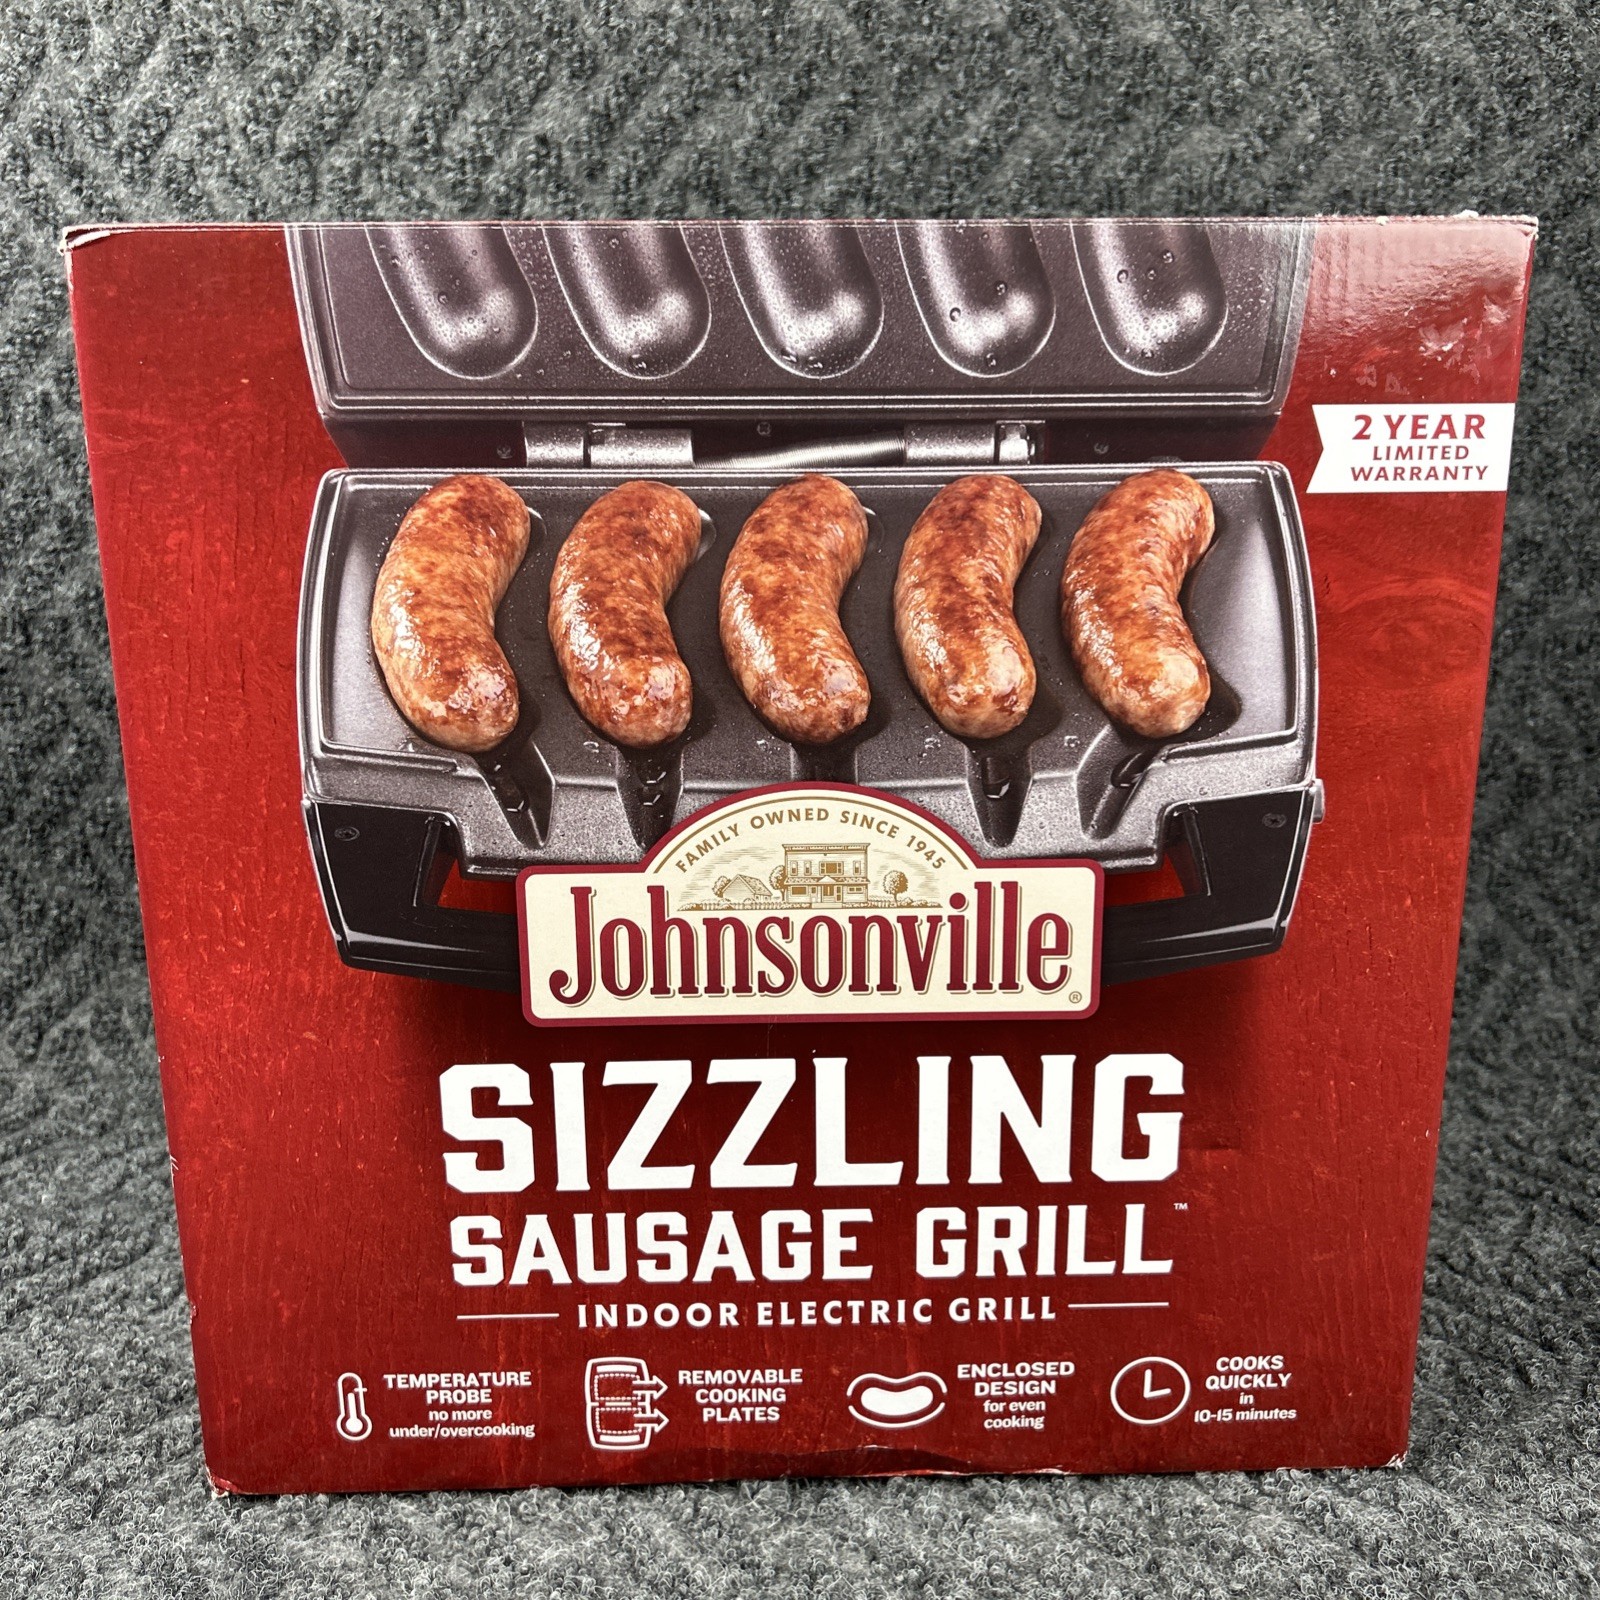 2 YEAR
LIMITED
WARRANTY
FAMILY OWNED SINCE 1945
Johnsonville®
SIZZLING
SAUSAGE GRILL™
INDOOR ELECTRIC GRILL
TEMPERATURE
PROBE
no more
under/overcooking
REMOVABLE
COOKING
PLATES
ENCLOSED
DESIGN
for even
cooking
COOKS
QUICKLY
in
10-15 minutes